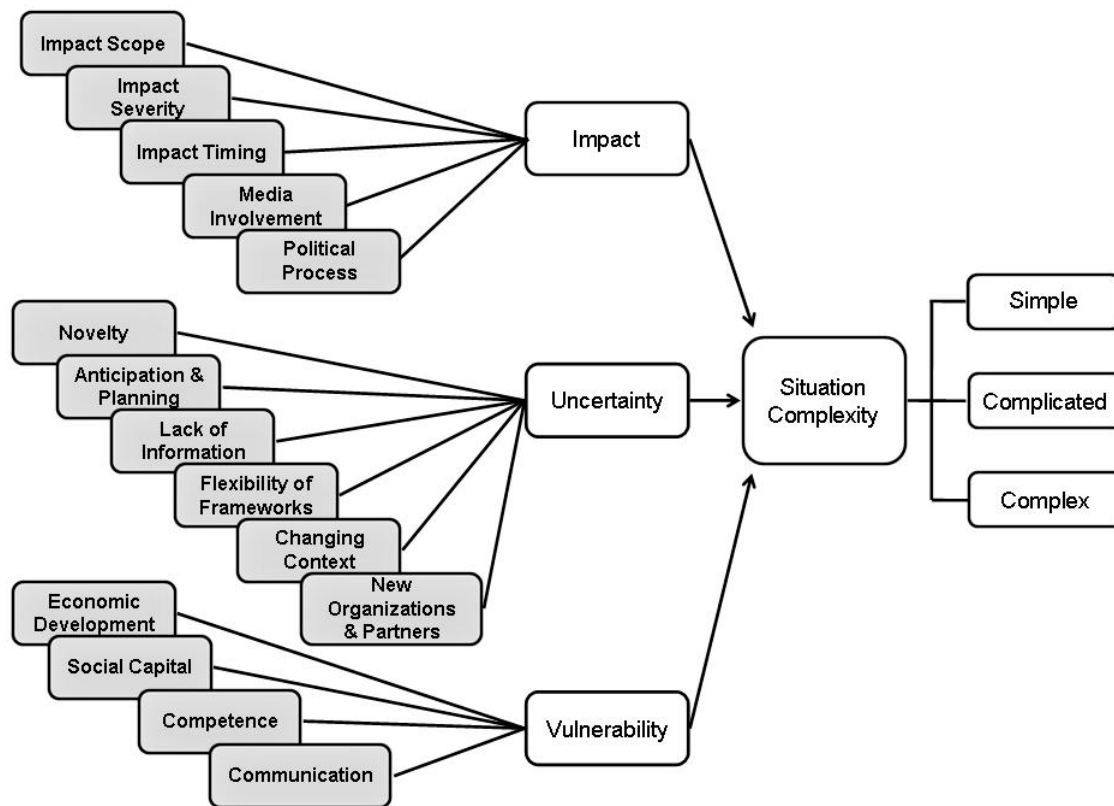 Impact Scope
Impact
Severity
Impact Timing
Media
Involvement
Political
Process
Impact
Novelty
Anticipation &
Planning
Lack of
Information
Flexibility of
Frameworks
Changing
Context
New
Organizations
& Partners
Uncertainty
Economic
Development
Social Capital
Competence
Communication
Vulnerability
Situation
Complexity
Simple
Complicated
Complex